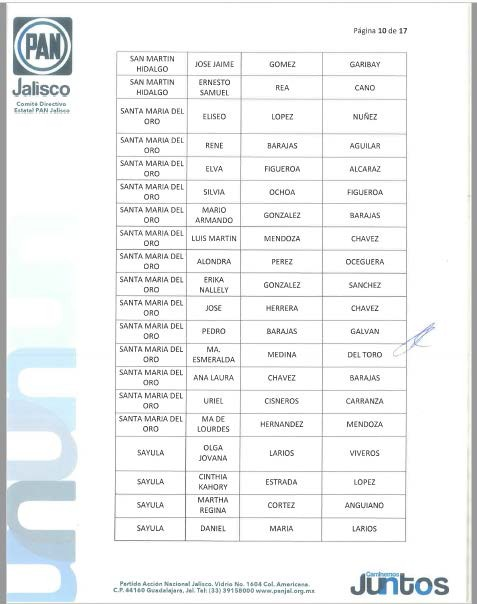 Página 10 de 17
PAN
Jalisco
Comité Directivo
Estatal PAN Jalisco
SAN MARTIN HIDALGO JOSE JAIME GOMEZ GARIBAY
SAN MARTIN HIDALGO ERNESTO SAMUEL REA CANO
SANTA MARIA DEL ORO ELISEO LOPEZ NUÑEZ
SANTA MARIA DEL ORO RENE BARAJAS AGUILAR
SANTA MARIA DEL ORO ELVA FIGUEROA ALCARAZ
SANTA MARIA DEL ORO SILVIA OCHOA FIGUEROA
SANTA MARIA DEL ORO MARIO ARMANDO GONZALEZ BARAJAS
SANTA MARIA DEL ORO LUIS MARTIN MENDOZA CHAVEZ
SANTA MARIA DEL ORO ALONDRA PEREZ OCEGUERA
SANTA MARIA DEL ORO ERIKA NALLELY GONZALEZ SANCHEZ
SANTA MARIA DEL ORO JOSE HERRERA CHAVEZ
SANTA MARIA DEL ORO PEDRO BARAJAS GALVAN
SANTA MARIA DEL ORO MA. ESMERALDA MEDINA DEL TORO
SANTA MARIA DEL ORO ANA LAURA CHAVEZ BARAJAS
SANTA MARIA DEL ORO URIEL CISNEROS CARRANZA
SANTA MARIA DEL ORO MA DE LOURDES HERNANDEZ MENDOZA
SAYULA OLGA JOVANA LARIOS VIVEROS
SAYULA CINTHIA KAHORY ESTRADA LOPEZ
SAYULA MARTHA REGINA CORTEZ ANGUIANO
SAYULA DANIEL MARIA LARIOS
Partido Acción Nacional Jalisco. Vidrio No. 1604 Col. Americana.
C.P. 44160 Guadalajara, Jal. Tel: (33) 39158000 www.panjal.org.mx
Caminemos
Juntos